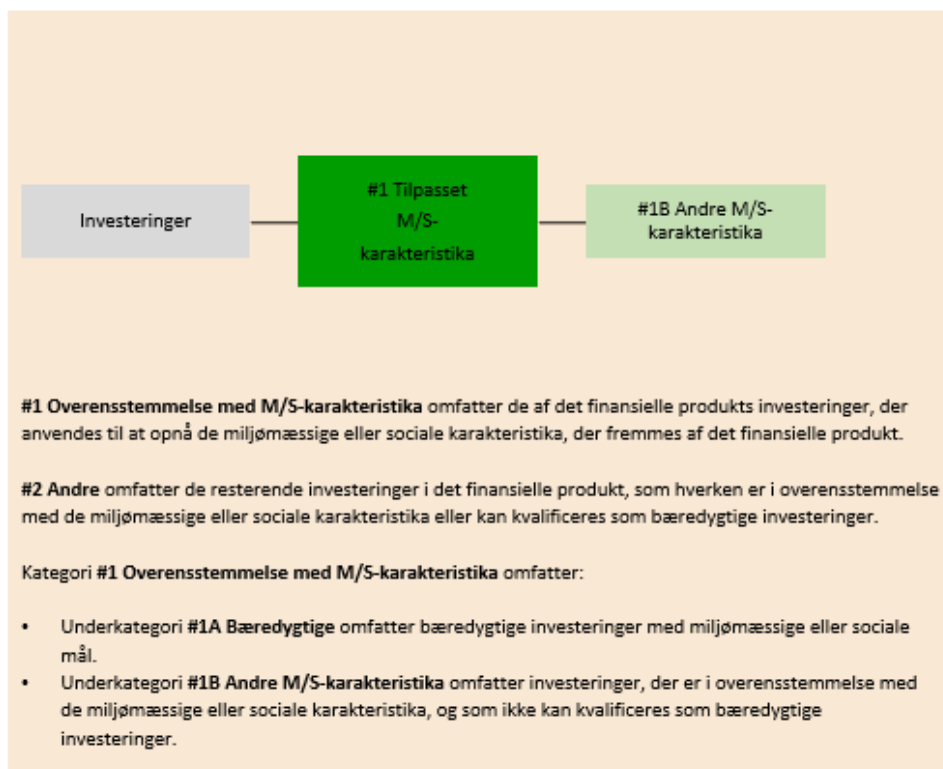 Investeringer
#1 Tilpasset
M/S-
karakteristika
#1B Andre M/S-
karakteristika
#1 Overensstemmelse med M/S-karakteristika omfatter de af det finansielle produkts investeringer, der
anvendes til at opnå de miljømæssige eller sociale karakteristika, der fremmes af det finansielle produkt.
#2 Andre omfatter de resterende investeringer i det finansielle produkt, som hverken er i overensstemmelse
med de miljømæssige eller sociale karakteristika eller kan kvalificeres som bæredygtige investeringer.
Kategori #1 Overensstemmelse med M/S-karakteristika omfatter:
• Underkategori #1A Bæredygtige omfatter bæredygtige investeringer med miljømæssige eller sociale
mål.
• Underkategori #1B Andre M/S-karakteristika omfatter investeringer, der er i overensstemmelse med
de miljømæssige eller sociale karakteristika, og som ikke kan kvalificeres som bæredygtige
investeringer.